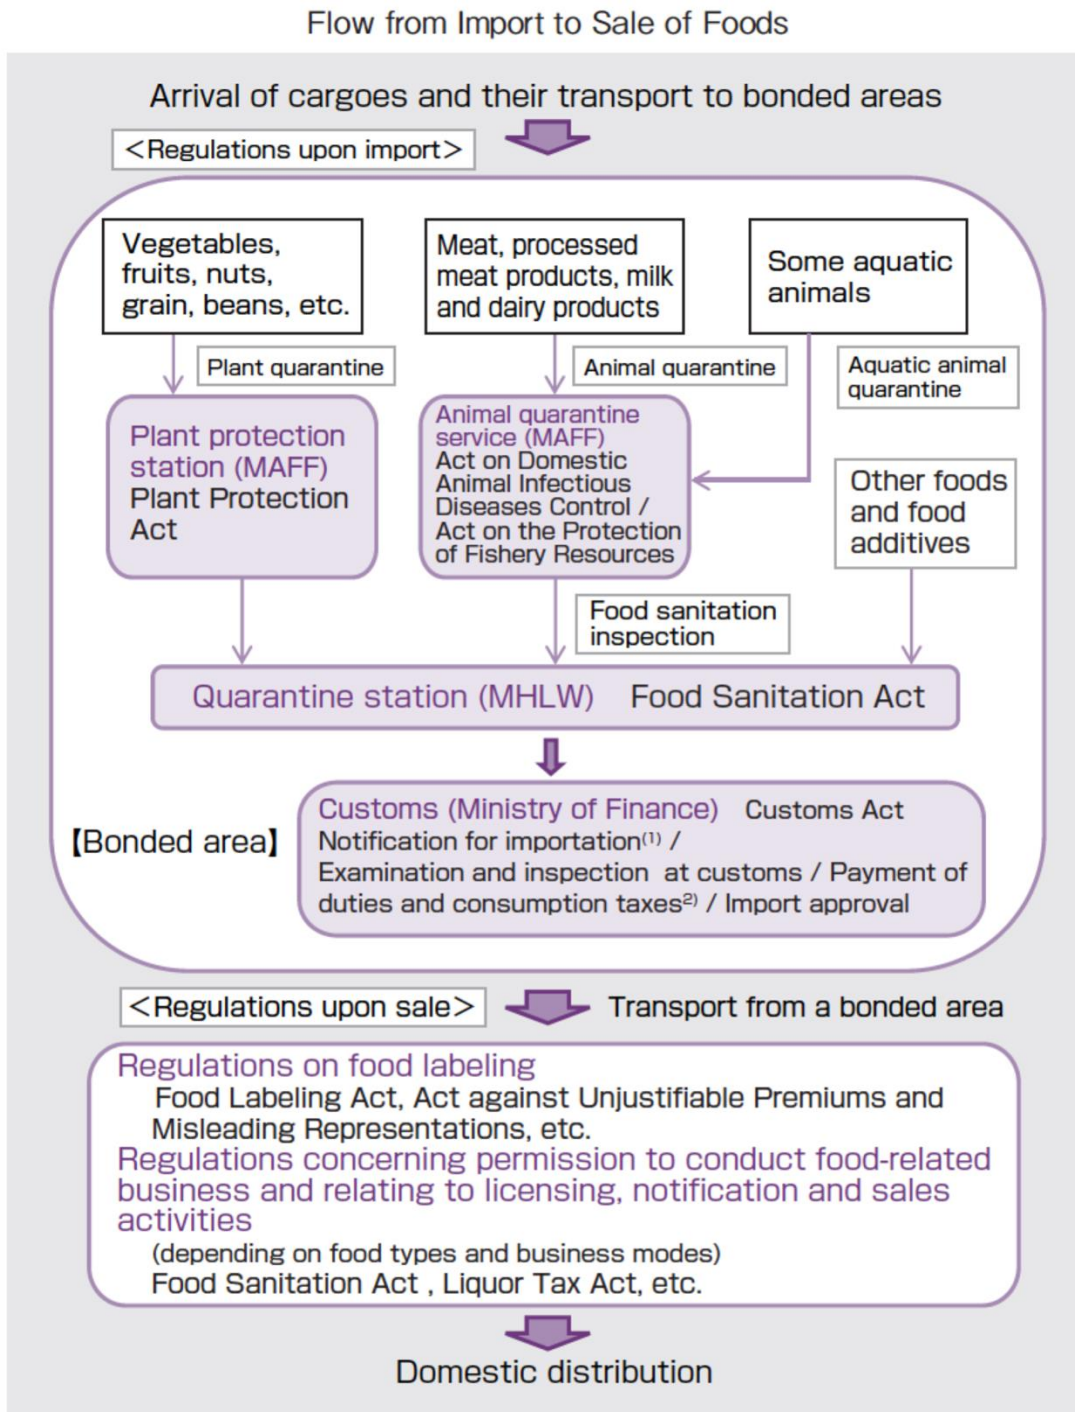 Flow from Import to Sale of Foods
Arrival of cargoes and their transport to bonded areas
<Regulations upon import>
Vegetables,
fruits, nuts,
grain, beans, etc.
Meat, processed
meat products, milk
and dairy products
Some aquatic
animals
Plant quarantine
Animal quarantine
Aquatic animal
quarantine
Plant protection
station (MAFF)
Plant Protection
Act
Animal quarantine
service (MAFF)
Act on Domestic
Animal Infectious
Diseases Control /
Act on the Protection
of Fishery Resources
Other foods
and food
additives
Food sanitation
inspection
Quarantine station (MHLW) Food Sanitation Act
【Bonded area】
Customs (Ministry of Finance) Customs Act
Notification for importation(1) /
Examination and inspection at customs / Payment of
duties and consumption taxes2) / Import approval
<Regulations upon sale>
Transport from a bonded area
Regulations on food labeling
Food Labeling Act, Act against Unjustifiable Premiums and
Misleading Representations, etc.
Regulations concerning permission to conduct food-related
business and relating to licensing, notification and sales
activities
(depending on food types and business modes)
Food Sanitation Act , Liquor Tax Act, etc.
Domestic distribution